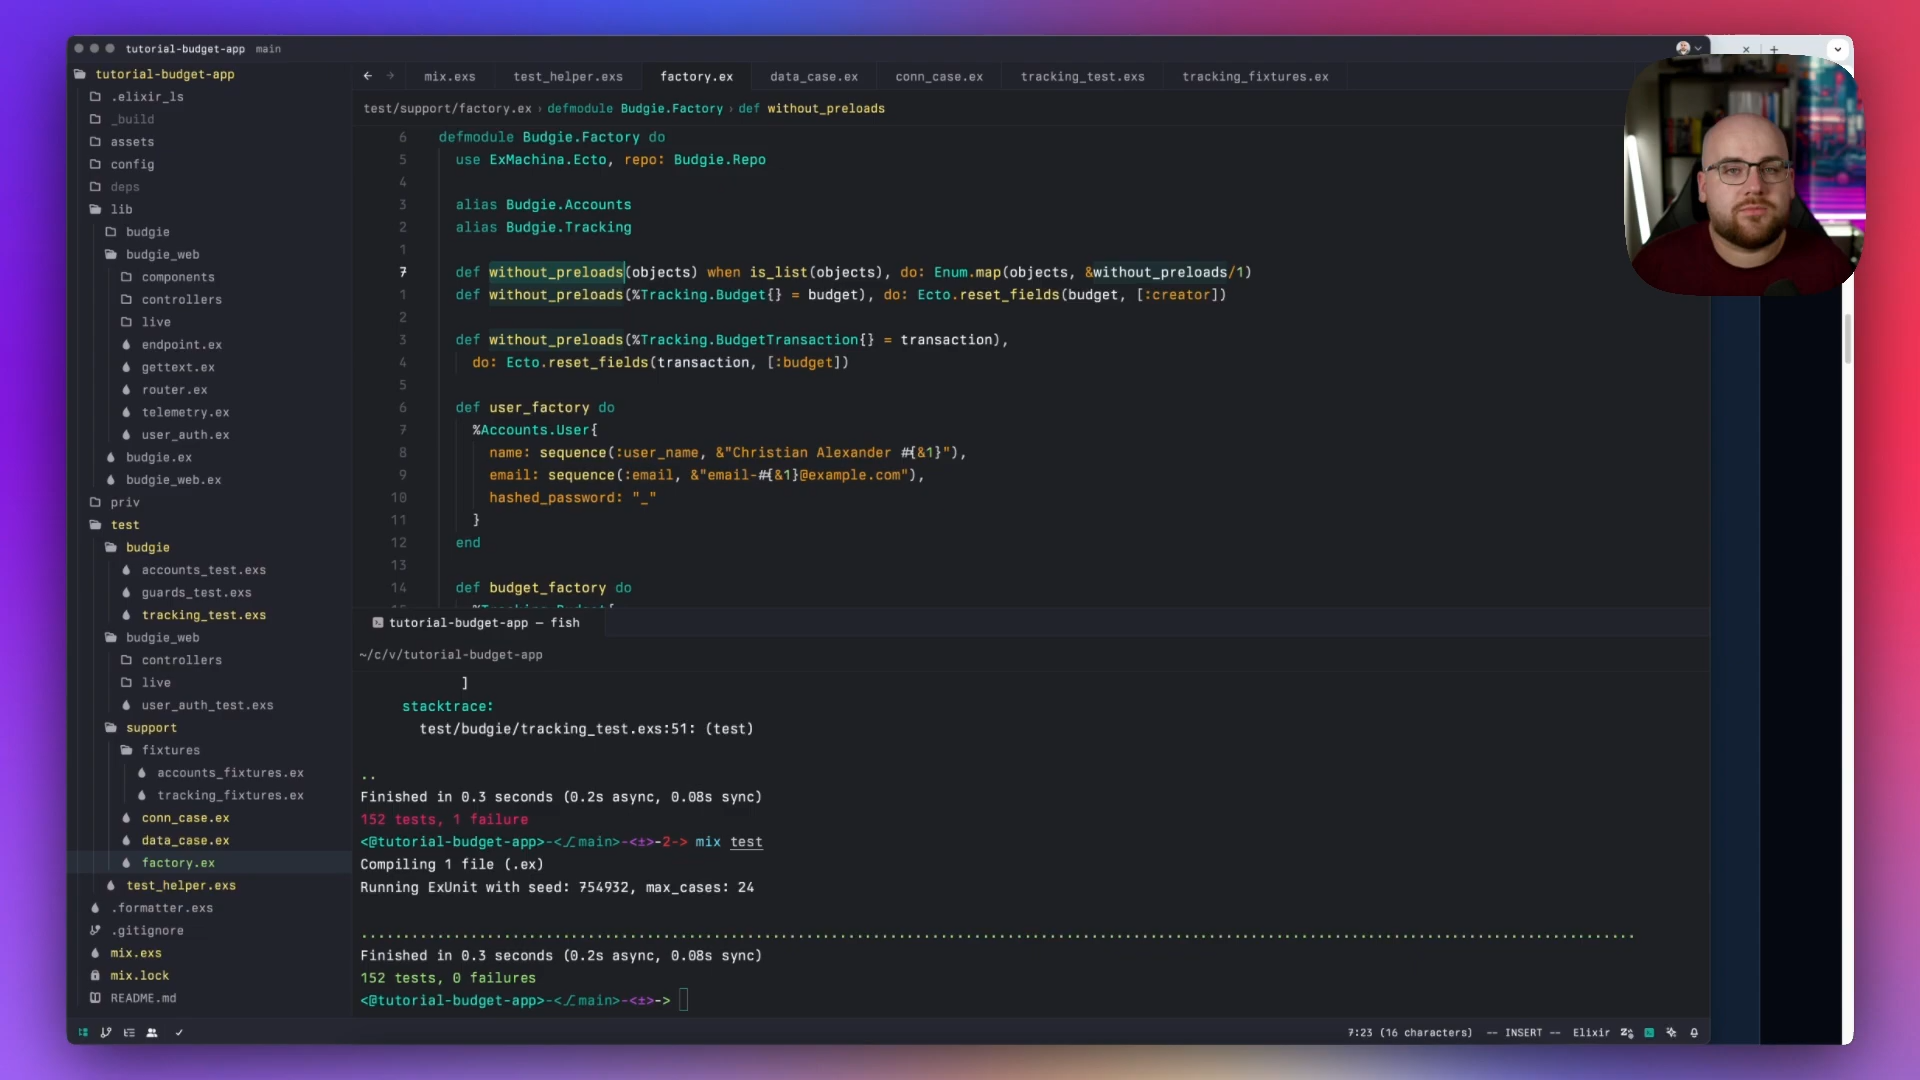 tutorial-budget-app main
tutorial-budget-app
.elixir_ls
_build
assets
config
deps
lib
budgie
budgie_web
components
controllers
live
endpoint.ex
gettext.ex
router.ex
telemetry.ex
user_auth.ex
budgie.ex
budgie_web.ex
priv
test
budgie
accounts_test.exs
guards_test.exs
tracking_test.exs
budgie_web
controllers
live
user_auth_test.exs
support
fixtures
accounts_fixtures.ex
tracking_fixtures.ex
conn_case.ex
data_case.ex
factory.ex
test_helper.exs
.formatter.exs
.gitignore
mix.exs
mix.lock
README.md
mix.exs test_helper.exs factory.ex data_case.ex conn_case.ex tracking_test.exs tracking_fixtures.ex
test/support/factory.ex › defmodule Budgie.Factory › def without_preloads
6 defmodule Budgie.Factory do
5 use ExMachina.Ecto, repo: Budgie.Repo
4
3 alias Budgie.Accounts
2 alias Budgie.Tracking
1
7 def without_preloads(objects) when is_list(objects), do: Enum.map(objects, &without_preloads/1)
1 def without_preloads(%Tracking.Budget{} = budget), do: Ecto.reset_fields(budget, [:creator])
2
3 def without_preloads(%Tracking.BudgetTransaction{} = transaction),
4 do: Ecto.reset_fields(transaction, [:budget])
5
6 def user_factory do
7 %Accounts.User{
8 name: sequence(:user_name, &"Christian Alexander #{&1}"),
9 email: sequence(:email, &"email-#{&1}@example.com"),
10 hashed_password: "_"
11 }
12 end
13
14 def budget_factory do
15 %Tracking.Budget{
tutorial-budget-app — fish
~/c/v/tutorial-budget-app
]
stacktrace:
test/budgie/tracking_test.exs:51: (test)
..
Finished in 0.3 seconds (0.2s async, 0.08s sync)
152 tests, 1 failure
<@tutorial-budget-app>-<⎇main>-<±>-2-> mix test
Compiling 1 file (.ex)
Running ExUnit with seed: 754932, max_cases: 24
........................................................................................................................................................
Finished in 0.3 seconds (0.2s async, 0.08s sync)
152 tests, 0 failures
<@tutorial-budget-app>-<⎇main>-<±>->
7:23 (16 characters) -- INSERT -- Elixir